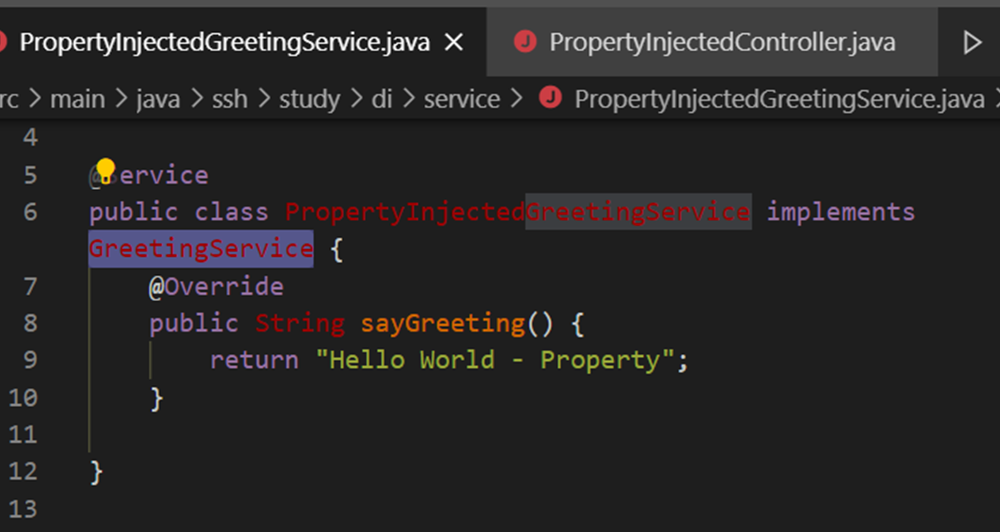 PropertyInjectedGreetingService.java × J PropertyInjectedController.java
rc > main > java > ssh > study > di > service > J PropertyInjectedGreetingService.java >
4
5 @Service
6 public class PropertyInjectedGreetingService implements
GreetingService {
7 @Override
8 public String sayGreeting() {
9 return "Hello World - Property";
10 }
11
12 }
13